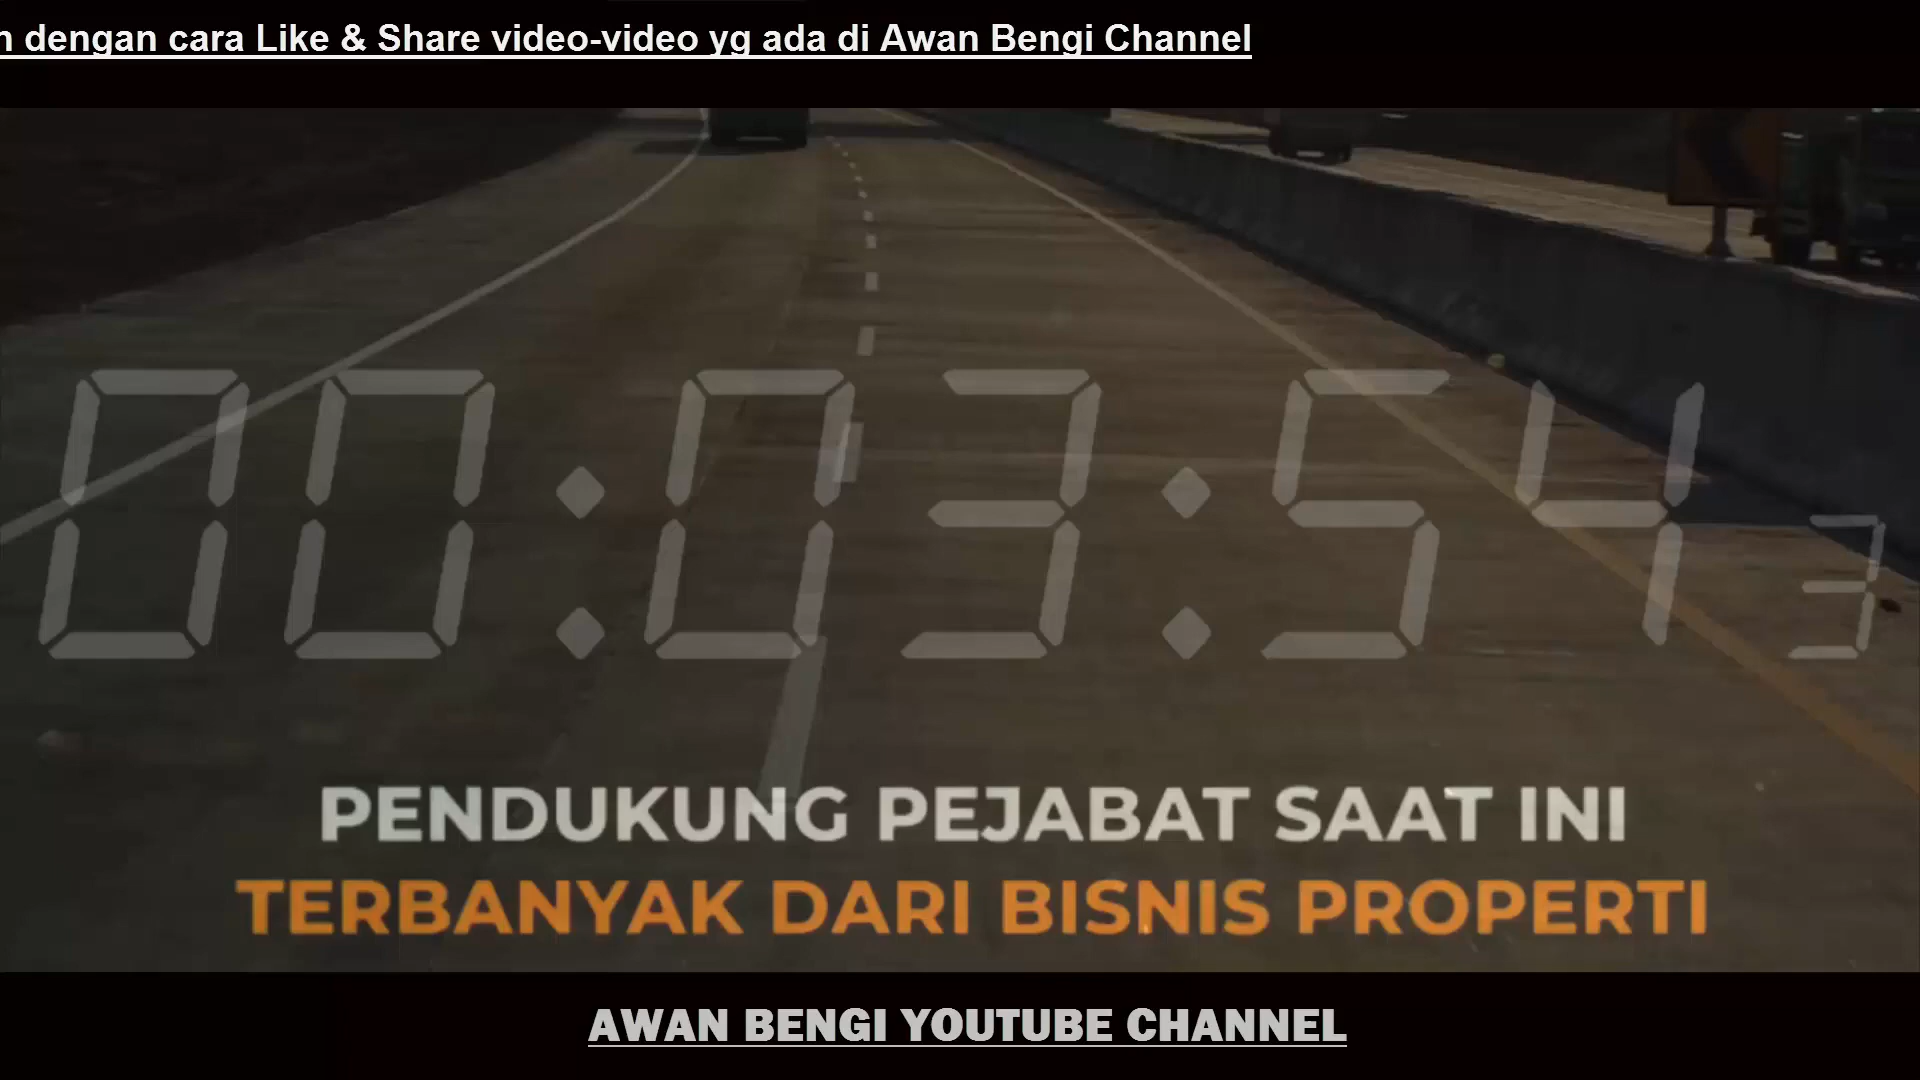 dengan cara Like & Share video-video yg ada di Awan Bengi Channel
00:03:54 3
PENDUKUNG PEJABAT SAAT INI
TERBANYAK DARI BISNIS PROPERTI
AWAN BENGI YOUTUBE CHANNEL